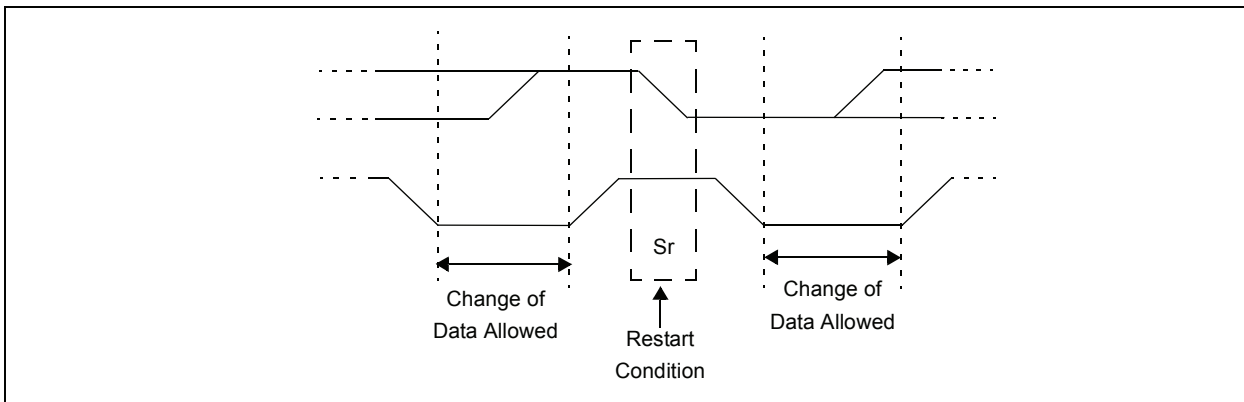 Sr
Change of
Data Allowed
Restart
Condition
Change of
Data Allowed